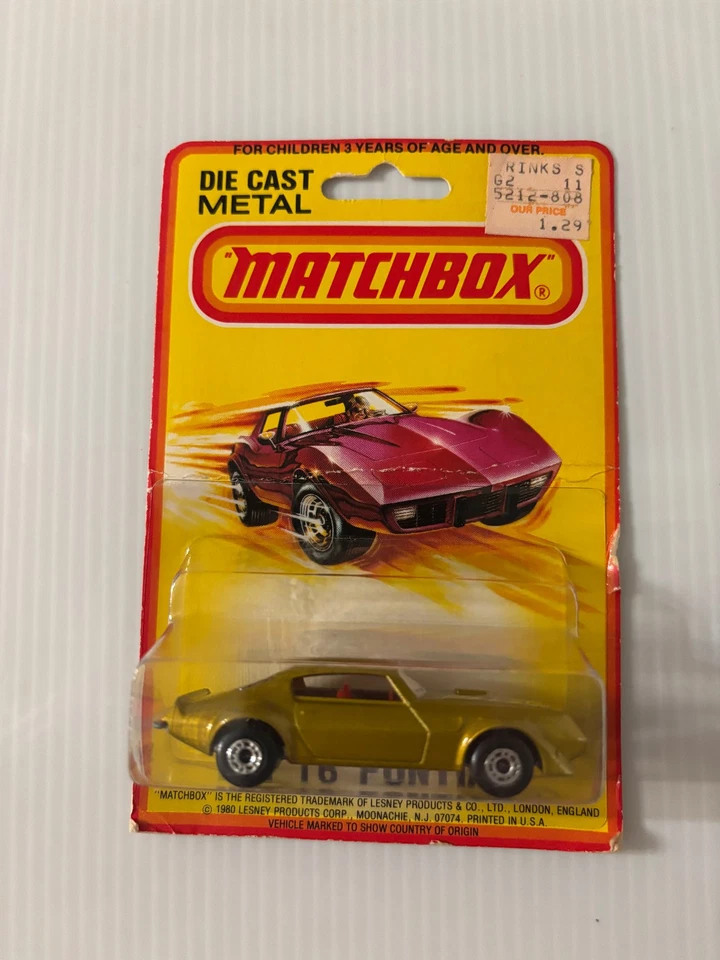 FOR CHILDREN 3 YEARS OF AGE AND OVER.
DIE CAST
METAL
RINKS S
G2 11
5212-808
OUR PRICE
1.29
"MATCHBOX"®
16 PONTIA
"MATCHBOX" IS THE REGISTERED TRADEMARK OF LESNEY PRODUCTS & CO., LTD., LONDON, ENGLAND
© 1980 LESNEY PRODUCTS CORP., MOONACHIE, N.J. 07074. PRINTED IN U.S.A.
VEHICLE MARKED TO SHOW COUNTRY OF ORIGIN